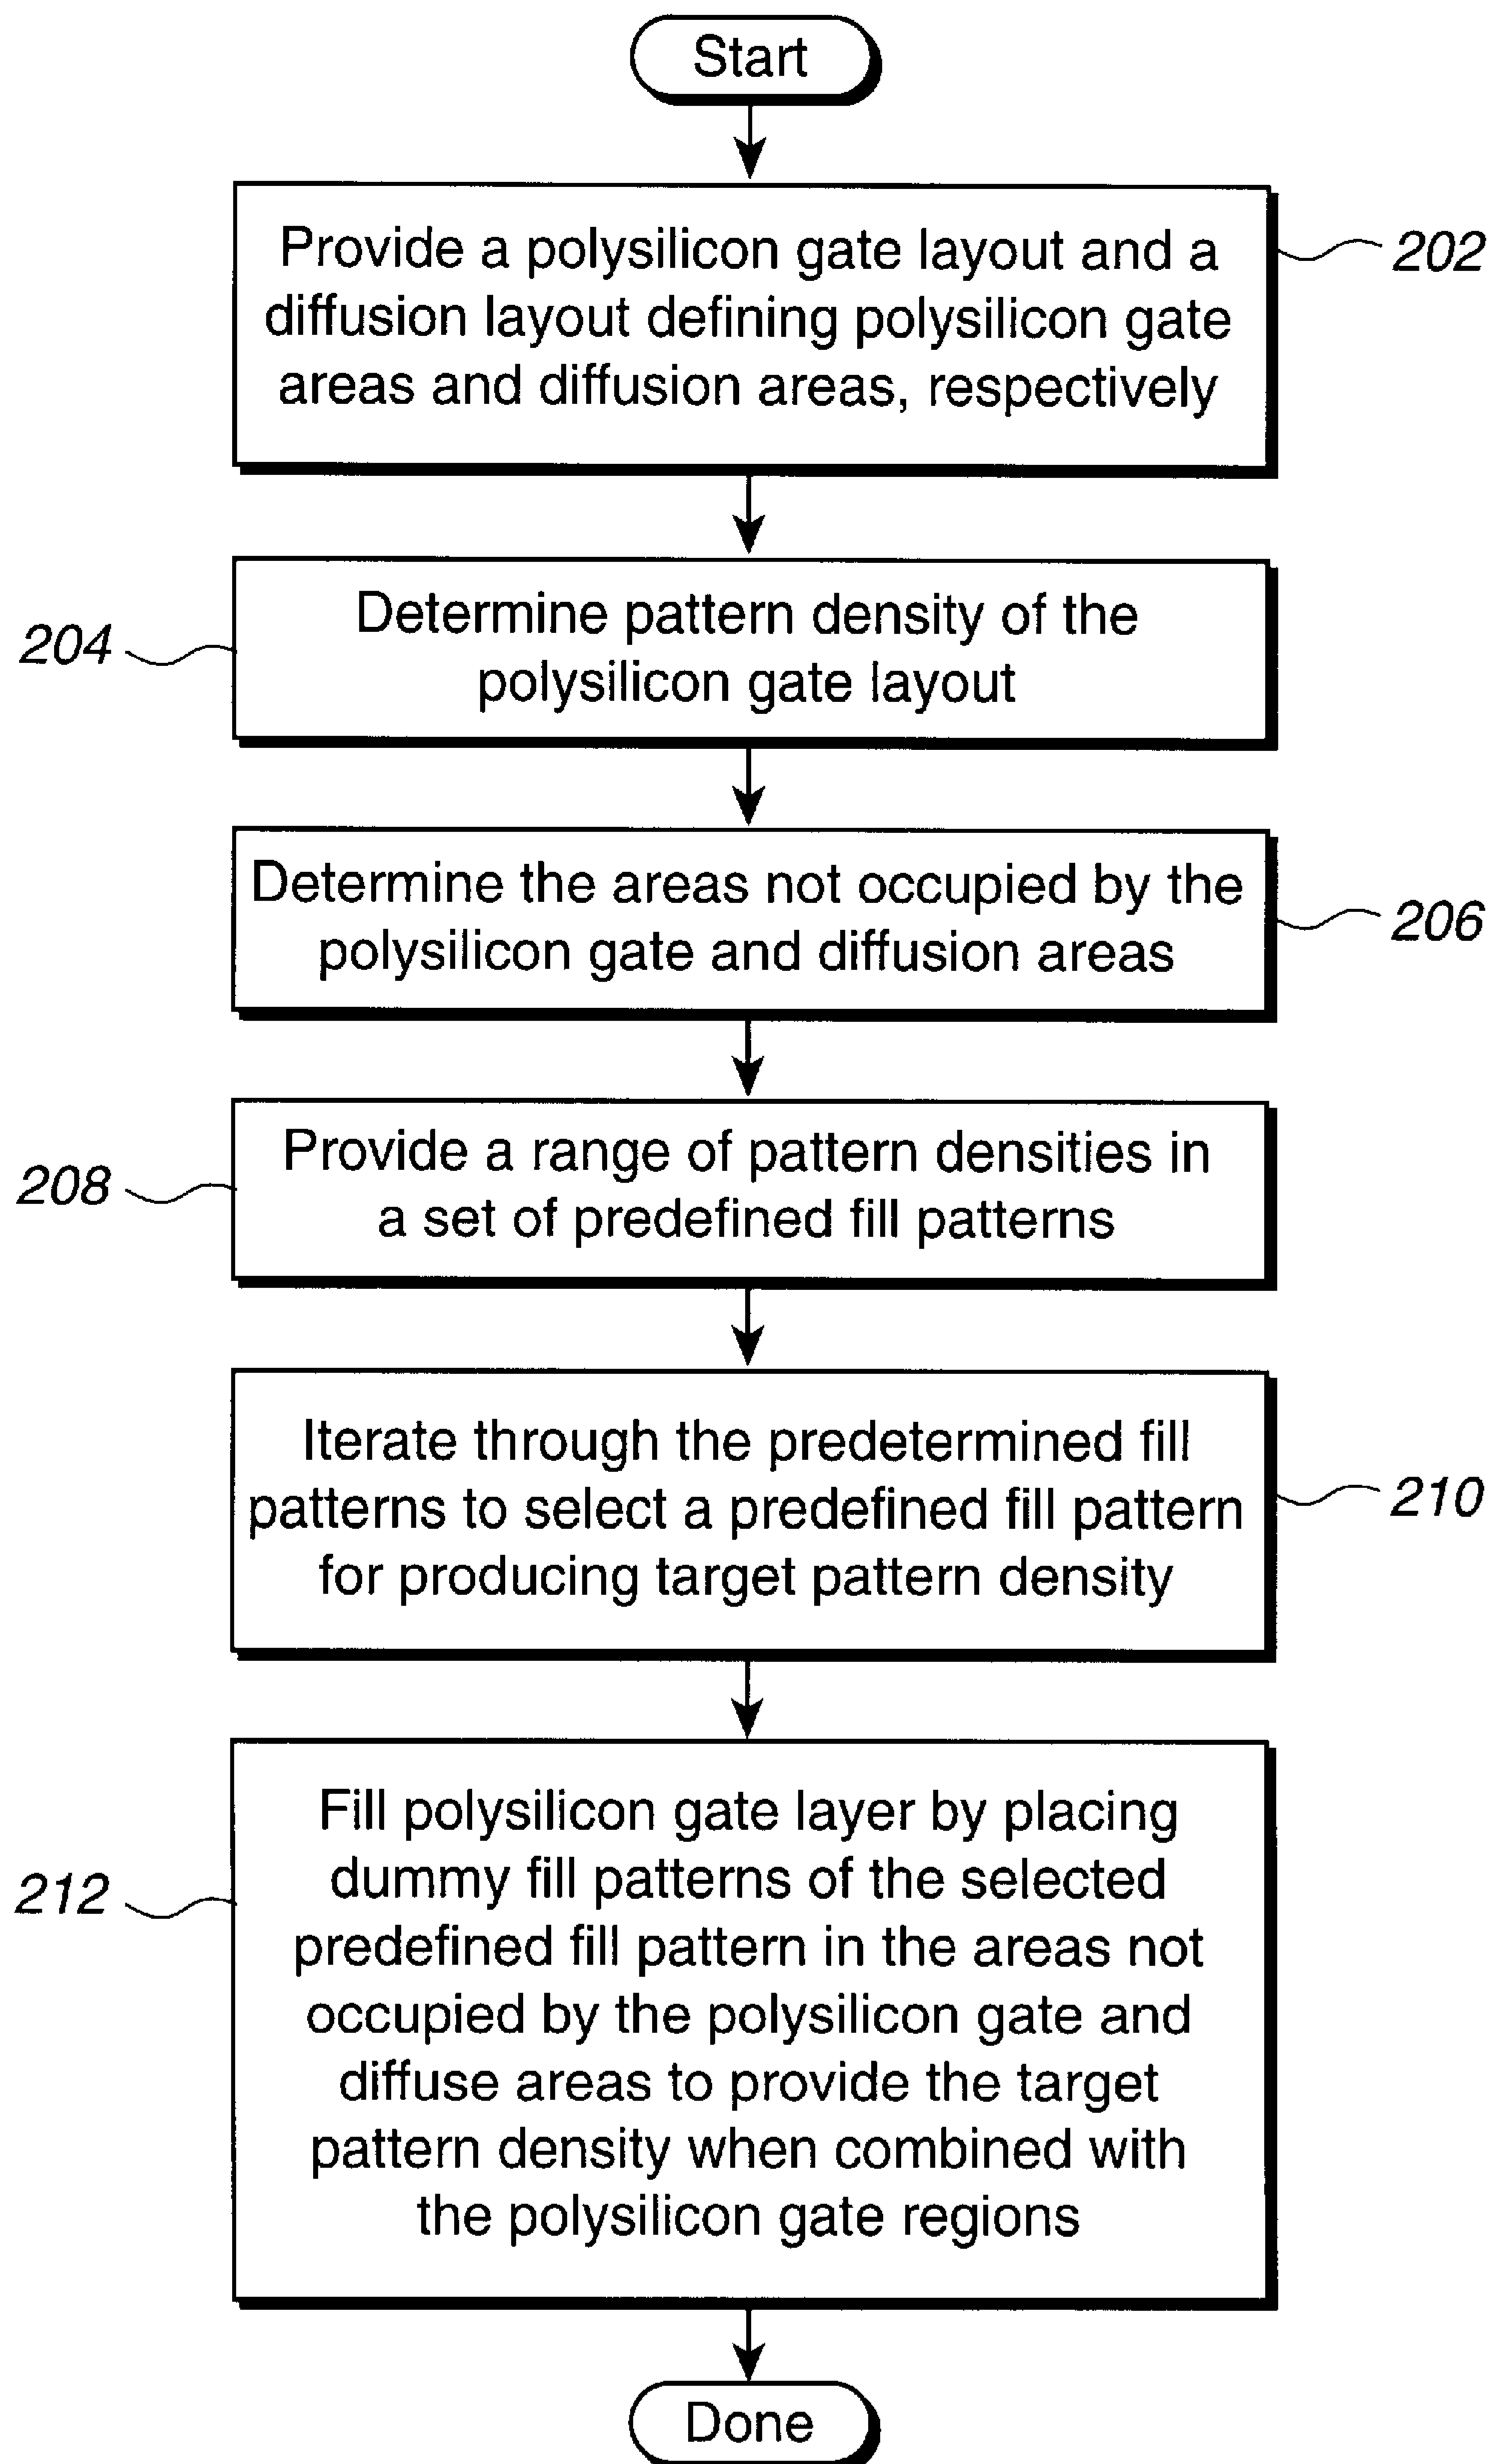 Start
Provide a polysilicon gate layout and a
diffusion layout defining polysilicon gate
areas and diffusion areas, respectively
202
Determine pattern density of the
polysilicon gate layout
204
Determine the areas not occupied by the
polysilicon gate and diffusion areas
206
Provide a range of pattern densities in
a set of predefined fill patterns
208
Iterate through the predetermined fill
patterns to select a predefined fill pattern
for producing target pattern density
210
Fill polysilicon gate layer by placing
dummy fill patterns of the selected
predefined fill pattern in the areas not
occupied by the polysilicon gate and
diffuse areas to provide the target
pattern density when combined with
the polysilicon gate regions
212
Done